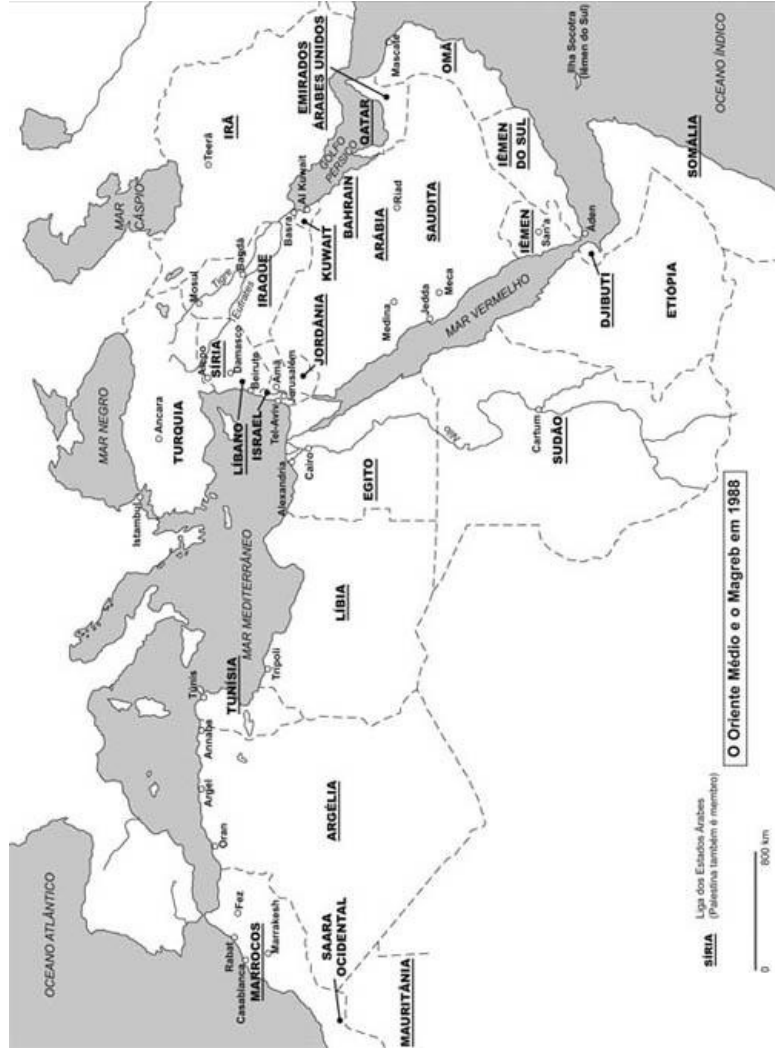 OCEANO ATLÂNTICO
MAR NEGRO
MAR
CÁSPIO
Istambul
Ancara
TURQUIA
Teerã
IRÃ
Mosul
Tigre
Bagdá
Eufrates
IRAQUE
Basra
Al Kuwait
KUWAIT
GOLFO
PÉRSICO
BAHRAIN
QATAR
EMIRADOS
ÁRABES UNIDOS
Mascate
OMÃ
Alepo
SÍRIA
Damasco
Beirute
LÍBANO
ISRAEL
Tel-Aviv
Amã
Jerusalém
JORDÂNIA
ARÁBIA
SAUDITA
Riad
Medina
Jedda
Meca
MAR VERMELHO
IÊMEN
San'a
IÊMEN
DO SUL
Áden
Ilha Socotra
(Iêmen do Sul)
OCEANO ÍNDICO
Oran
Argel
Annaba
Túnis
TUNÍSIA
MAR MEDITERRÂNEO
Trípoli
Alexandria
Cairo
Nilo
EGITO
LÍBIA
ARGÉLIA
Rabat
Fez
Casablanca
MARROCOS
Marrakesh
SAARA
OCIDENTAL
MAURITÂNIA
Cartum
SUDÃO
DJIBUTI
ETIÓPIA
SOMÁLIA
SÍRIA
Liga dos Estados Árabes
(Palestina também é membro)
0 800 km
O Oriente Médio e o Magreb em 1988